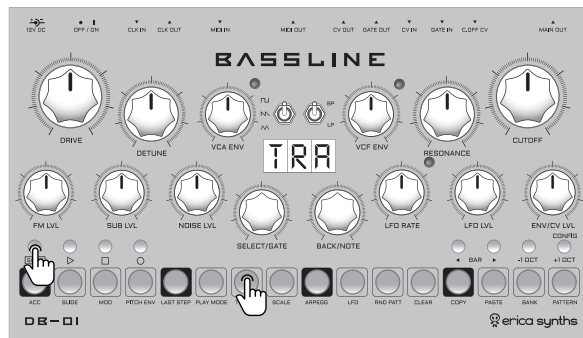 12V DC OFF / ON CLK IN CLK OUT MIDI IN MIDI OUT CV OUT GATE OUT CV IN GATE IN C.OFF CV MAIN OUT
BASSLINE
BP
LP
DRIVE DETUNE VCA ENV VCF ENV RESONANCE CUTOFF
TRA
FM LVL SUB LVL NOISE LVL SELECT/GATE BACK/NOTE LFO RATE LFO LVL ENV/CV LVL
CONFIG
BAR -1 OCT +1 OCT
ACC SLIDE MOD PITCH ENV LAST STEP PLAY MODE SCALE ARPEGG LFO RND PATT CLEAR COPY PASTE BANK PATTERN
DB-01 erica synths